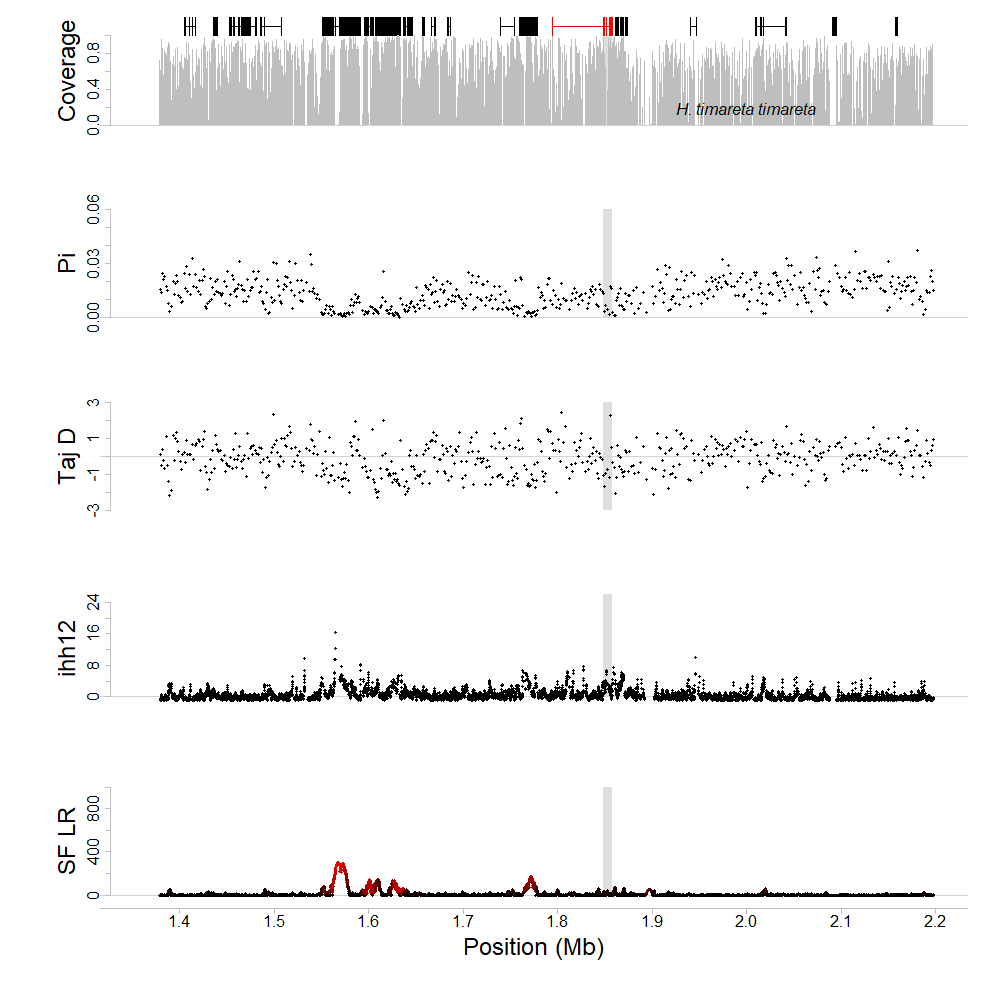 Coverage
0.0
0.4
0.8
H. timareta timareta
Pi
0.00
0.03
0.06
Taj D
-3
-1
1
3
ihh12
0
8
16
24
SF LR
0
400
800
1.4 1.5 1.6 1.7 1.8 1.9 2.0 2.1 2.2
Position (Mb)